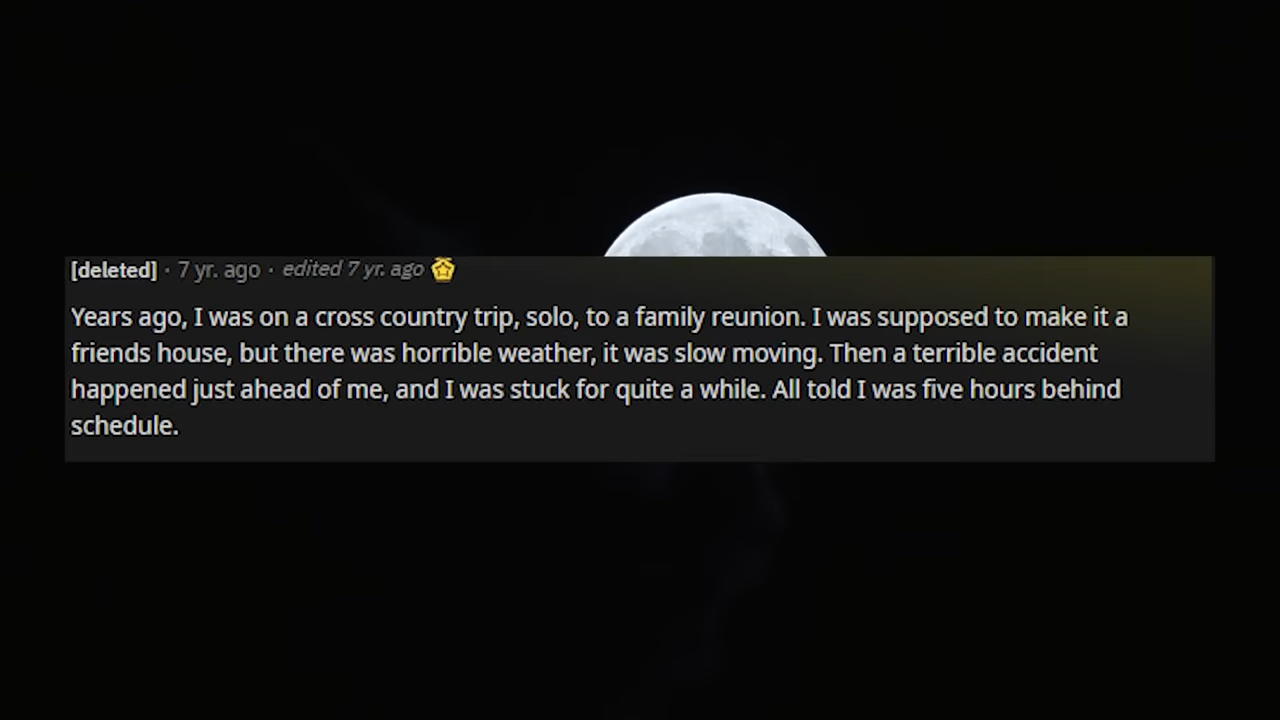 [deleted] · 7 yr. ago · edited 7 yr. ago
Years ago, I was on a cross country trip, solo, to a family reunion. I was supposed to make it a
friends house, but there was horrible weather, it was slow moving. Then a terrible accident
happened just ahead of me, and I was stuck for quite a while. All told I was five hours behind
schedule.